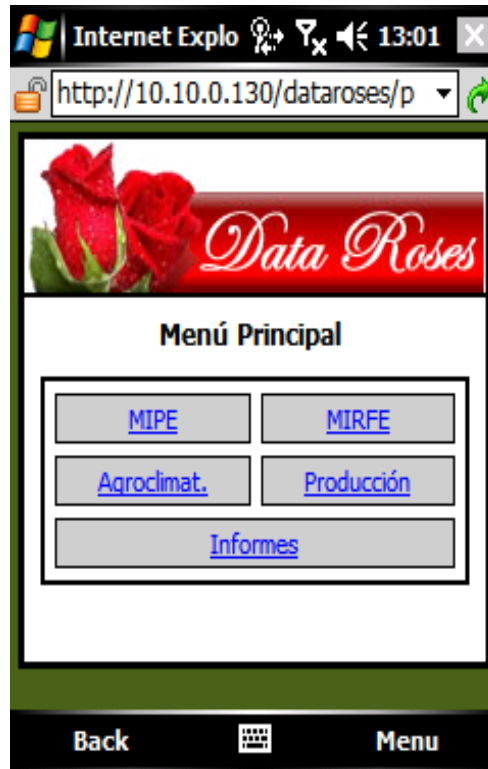 Internet Explo 13:01
http://10.10.0.130/dataroses/p
Data Roses
Menú Principal
MIPE MIRFE
Agroclimat. Producción
Informes
Back Menu